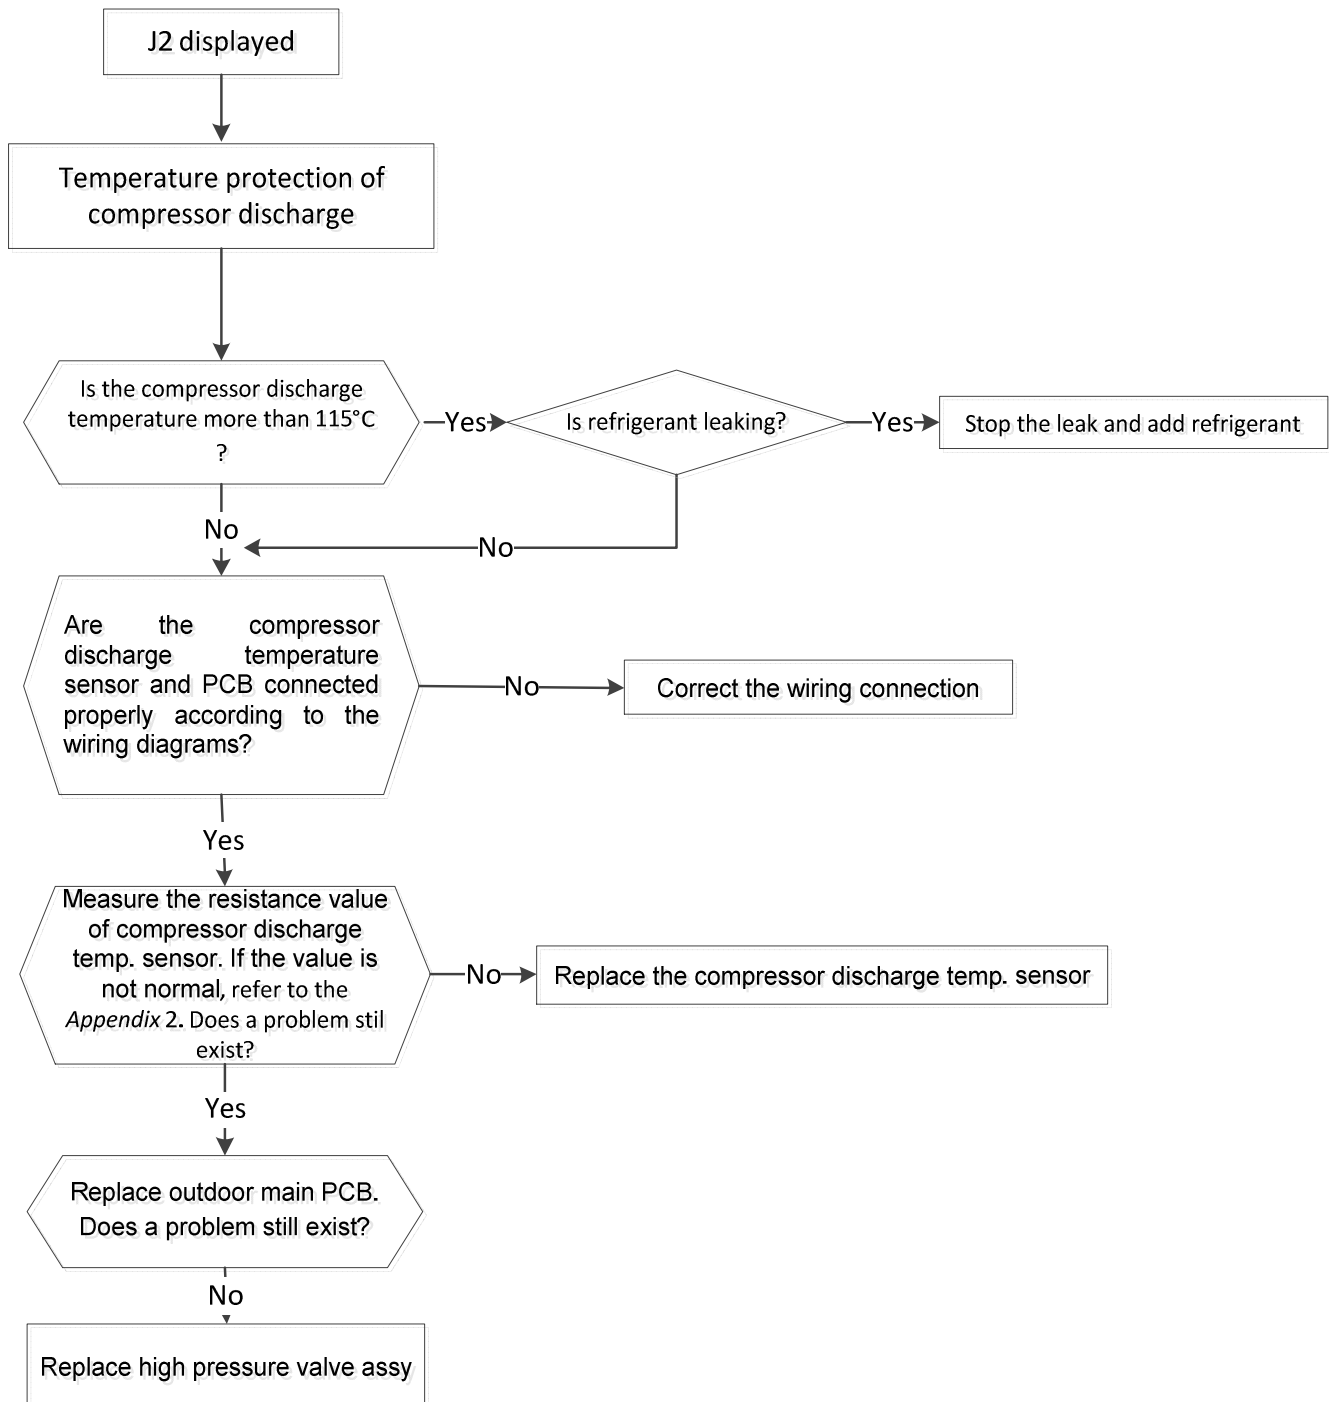 J2 displayed
Temperature protection of
compressor discharge
Is the compressor discharge
temperature more than 115°C
?
Yes
Is refrigerant leaking?
Yes
Stop the leak and add refrigerant
No
No
Are the compressor
discharge temperature
sensor and PCB connected
properly according to the
wiring diagrams?
No
Correct the wiring connection
Yes
Measure the resistance value
of compressor discharge
temp. sensor. If the value is
not normal, refer to the
Appendix 2. Does a problem stil
exist?
No
Replace the compressor discharge temp. sensor
Yes
Replace outdoor main PCB.
Does a problem still exist?
No
Replace high pressure valve assy